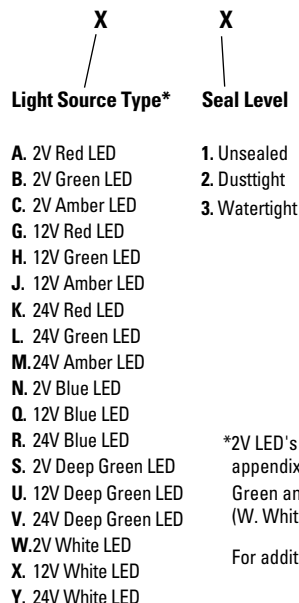 X X
Light Source Type* Seal Level
A. 2V Red LED
B. 2V Green LED
C. 2V Amber LED
G. 12V Red LED
H. 12V Green LED
J. 12V Amber LED
K. 24V Red LED
L. 24V Green LED
M.24V Amber LED
N. 2V Blue LED
Q. 12V Blue LED
R. 24V Blue LED
S. 2V Deep Green LED
U. 12V Deep Green LED
V. 24V Deep Green LED
W.2V White LED
X. 12V White LED
Y. 24V White LED
1. Unsealed
2. Dusttight
3. Watertight
*2V LED's
appendix
Green an
(W. Whit
For addit